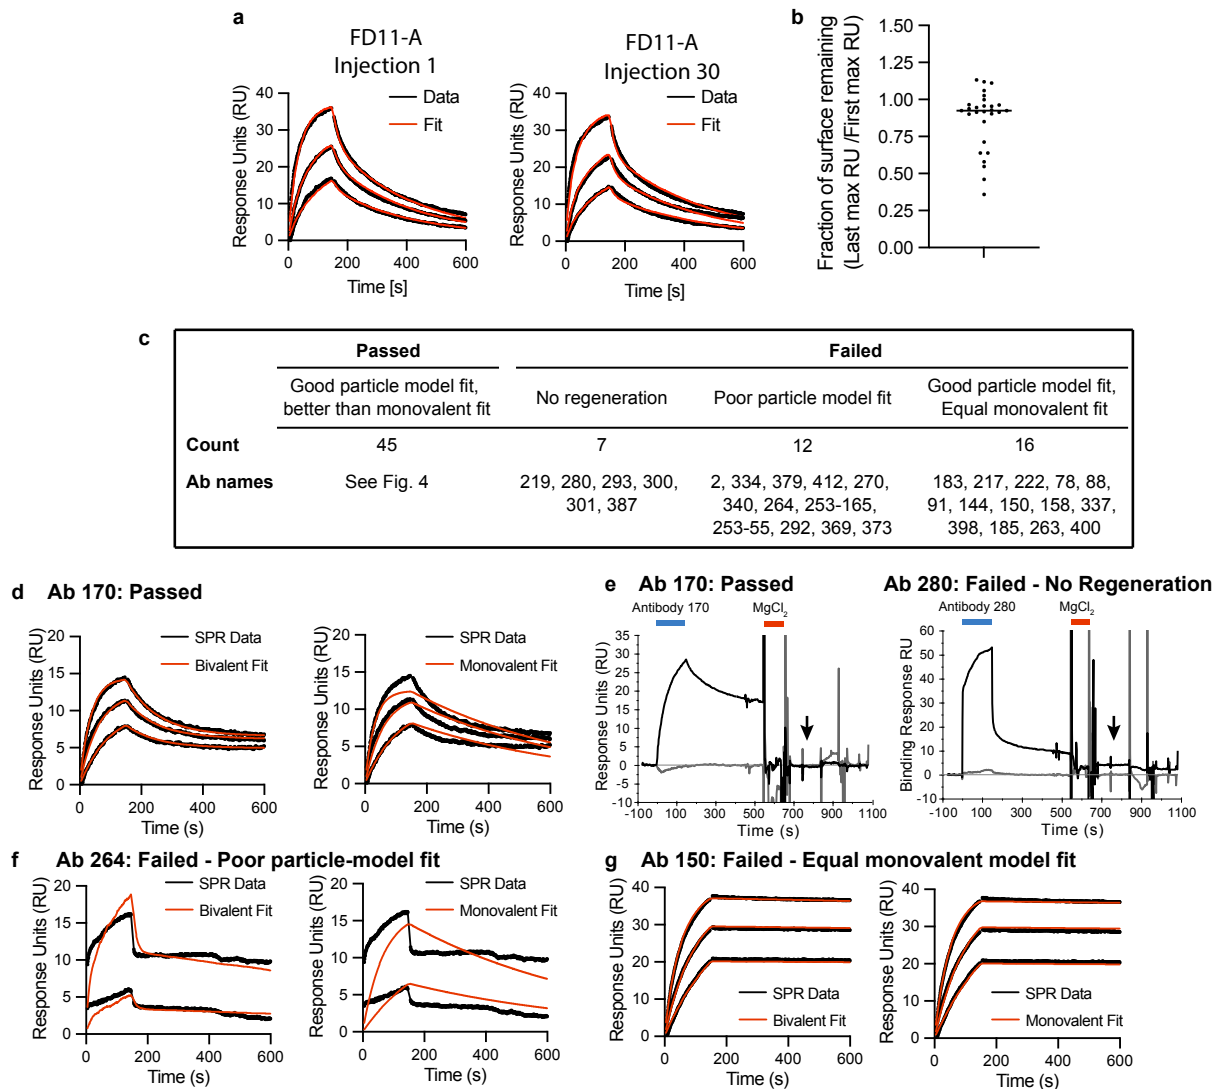 a
FD11-A
Injection 1
FD11-A
Injection 30
Response Units (RU)
40
30
20
10
0
Data
Fit
0 200 400 600
Time [s]
Response Units (RU)
40
30
20
10
0
Data
Fit
0 200 400 600
Time [s]
b
Fraction of surface remaining
(Last max RU /First max RU)
1.50
1.25
1.00
0.75
0.50
0.25
0.00
c
Passed Failed
Good particle model fit,
better than monovalent fit
No regeneration
Poor particle model fit
Good particle model fit,
Equal monovalent fit
Count 45 7 12 16
Ab names
See Fig. 4
219, 280, 293, 300,
301, 387
2, 334, 379, 412, 270,
340, 264, 253-165,
253-55, 292, 369, 373
183, 217, 222, 78, 88,
91, 144, 150, 158, 337,
398, 185, 263, 400
d Ab 170: Passed
Response Units (RU)
20
15
10
5
0
SPR Data
Bivalent Fit
0 200 400 600
Time (s)
Response Units (RU)
20
15
10
5
0
SPR Data
Monovalent Fit
0 200 400 600
Time (s)
e Ab 170: Passed
Antibody 170
MgCl2
Response Units (RU)
35
30
25
20
15
10
5
0
-5
-10
-100 100 300 500 700 900 1100
Time (s)
Ab 280: Failed - No Regeneration
Antibody 280
MgCl2
Binding Response RU
60
50
40
30
20
10
0
-10
-100 100 300 500 700 900 1100
Time (s)
f Ab 264: Failed - Poor particle-model fit
Response Units (RU)
20
15
10
5
0
SPR Data
Bivalent Fit
0 200 400 600
Time (s)
Response Units (RU)
20
15
10
5
0
SPR Data
Monovalent Fit
0 200 400 600
Time (s)
g Ab 150: Failed - Equal monovalent model fit
Response Units (RU)
40
30
20
10
0
SPR Data
Bivalent Fit
0 200 400 600
Time (s)
Response Units (RU)
40
30
20
10
0
SPR Data
Monovalent Fit
0 200 400 600
Time (s)